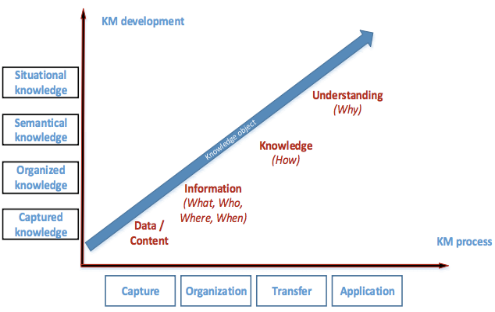 KM development
Situational
knowledge
Semantical
knowledge
Organized
knowledge
Captured
knowledge
Understanding
(Why)
Knowledge object
Knowledge
(How)
Information
(What, Who,
Where, When)
Data /
Content
KM process
Capture
Organization
Transfer
Application